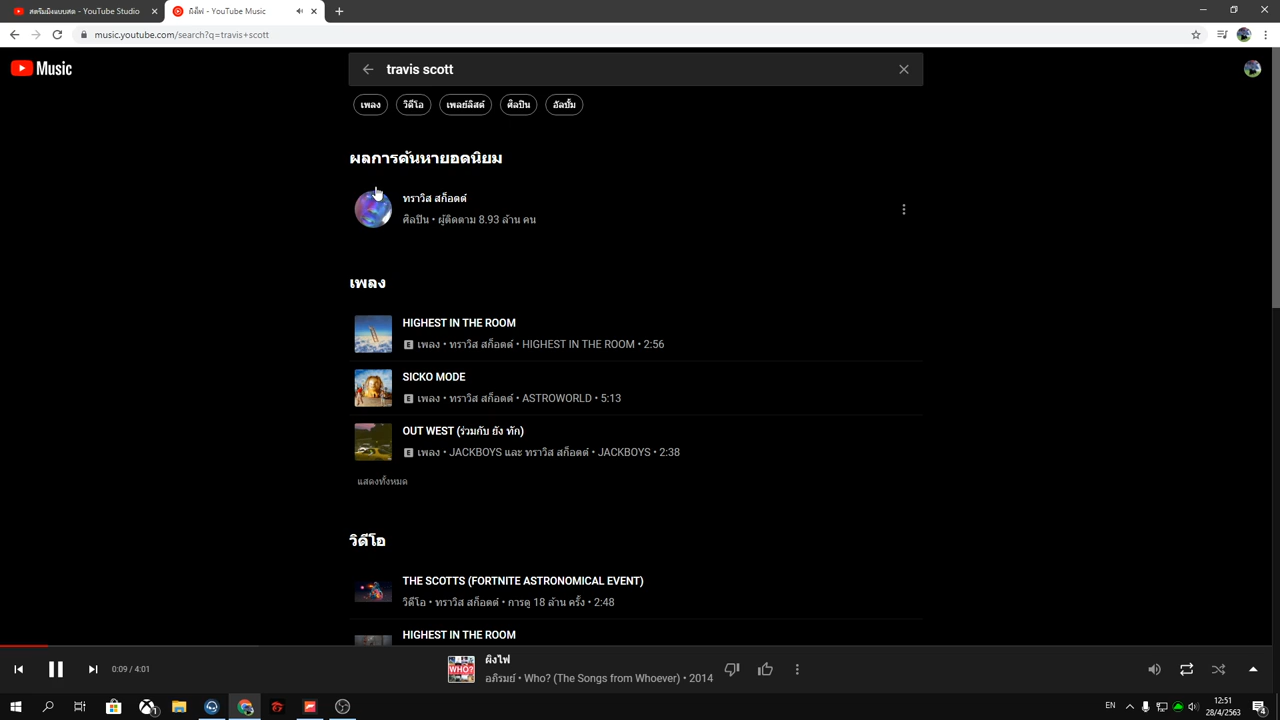 สตรีมมิงแบบสด - YouTube Studio
ผิงไฟ - YouTube Music
music.youtube.com/search?q=travis+scott
Music
travis scott
เพลง
วิดีโอ
เพลย์ลิสต์
ศิลปิน
อัลบั้ม
ผลการค้นหายอดนิยม
ทราวิส สก็อตต์
ศิลปิน • ผู้ติดตาม 8.93 ล้าน คน
เพลง
HIGHEST IN THE ROOM
E เพลง • ทราวิส สก็อตต์ • HIGHEST IN THE ROOM • 2:56
SICKO MODE
E เพลง • ทราวิส สก็อตต์ • ASTROWORLD • 5:13
OUT WEST (ร่วมกับ ยัง ทัก)
E เพลง • JACKBOYS และ ทราวิส สก็อตต์ • JACKBOYS • 2:38
แสดงทั้งหมด
วิดีโอ
THE SCOTTS (FORTNITE ASTRONOMICAL EVENT)
วิดีโอ • ทราวิส สก็อตต์ • การดู 18 ล้าน ครั้ง • 2:48
HIGHEST IN THE ROOM
0:09 / 4:01
WHO?
ผิงไฟ
อภิรมย์ • Who? (The Songs from Whoever) • 2014
EN
12:51
28/4/2563
4